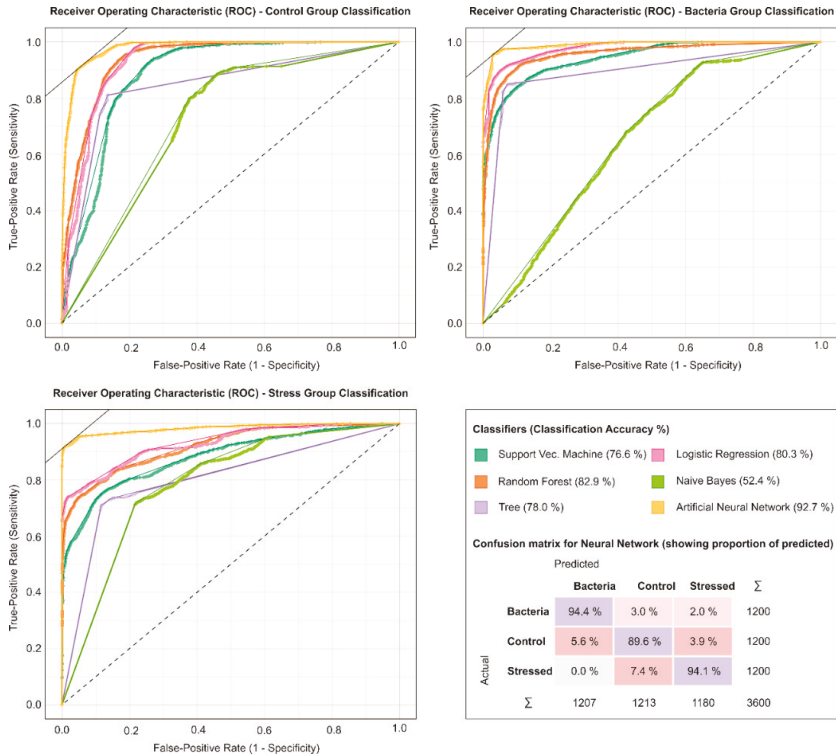 Receiver Operating Characteristic (ROC) - Control Group Classification
True-Positive Rate (Sensitivity)
1.0
0.8
0.6
0.4
0.2
0.0
0.0 0.2 0.4 0.6 0.8 1.0
False-Positive Rate (1 - Specificity)
Receiver Operating Characteristic (ROC) - Bacteria Group Classification
True-Positive Rate (Sensitivity)
1.0
0.8
0.6
0.4
0.2
0.0
0.0 0.2 0.4 0.6 0.8 1.0
False-Positive Rate (1 - Specificity)
Receiver Operating Characteristic (ROC) - Stress Group Classification
True-Positive Rate (Sensitivity)
1.0
0.8
0.6
0.4
0.2
0.0
0.0 0.2 0.4 0.6 0.8 1.0
False-Positive Rate (1 - Specificity)
Classifiers (Classification Accuracy %)
Support Vec. Machine (76.6 %) Logistic Regression (80.3 %)
Random Forest (82.9 %) Naive Bayes (52.4 %)
Tree (78.0 %) Artificial Neural Network (92.7 %)
Confusion matrix for Neural Network (showing proportion of predicted)
Predicted
Bacteria Control Stressed Σ
Actual
Bacteria 94.4 % 3.0 % 2.0 % 1200
Control 5.6 % 89.6 % 3.9 % 1200
Stressed 0.0 % 7.4 % 94.1 % 1200
Σ 1207 1213 1180 3600